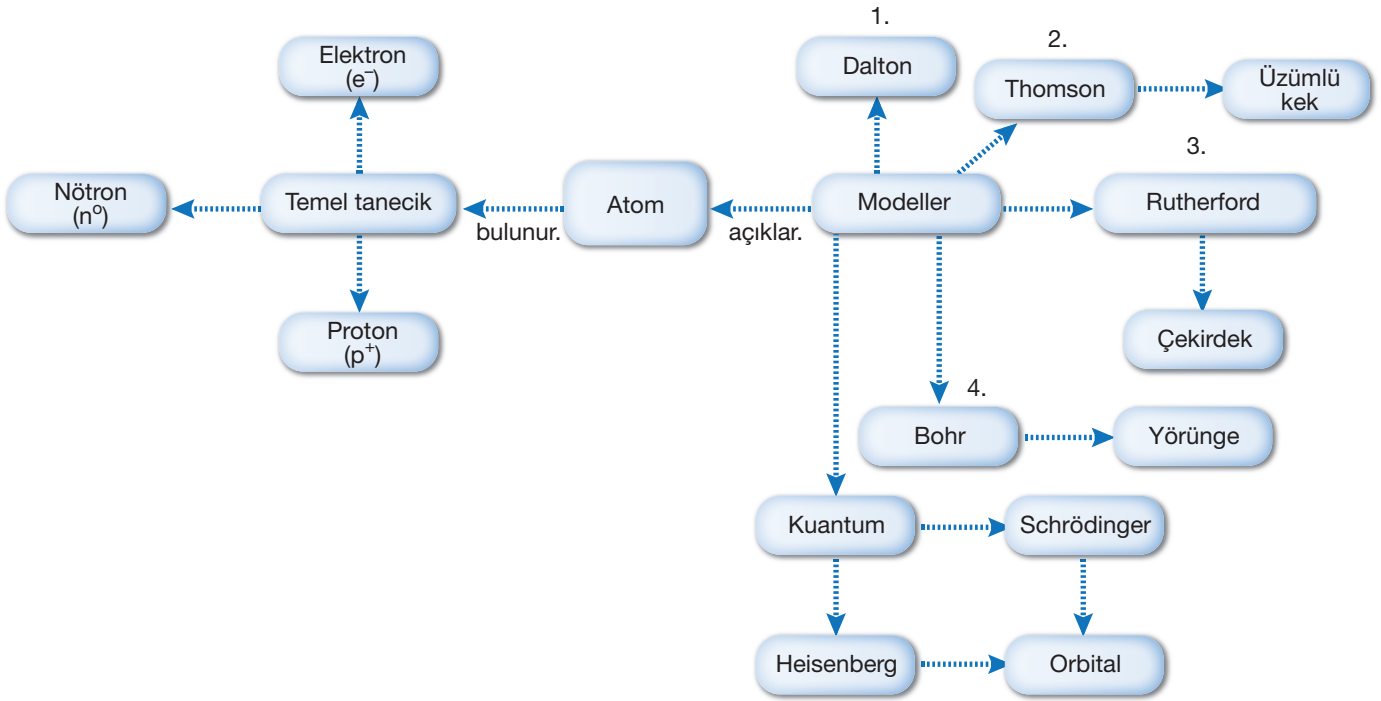 1.
Dalton
2.
Thomson
Üzümlü
kek
Elektron
(e⁻)
3.
Nötron
(nᴼ)
Temel tanecik
bulunur.
Atom
açıklar.
Modeller
Rutherford
Proton
(p⁺)
Çekirdek
4.
Bohr
Yörünge
Kuantum
Schrödinger
Heisenberg
Orbital